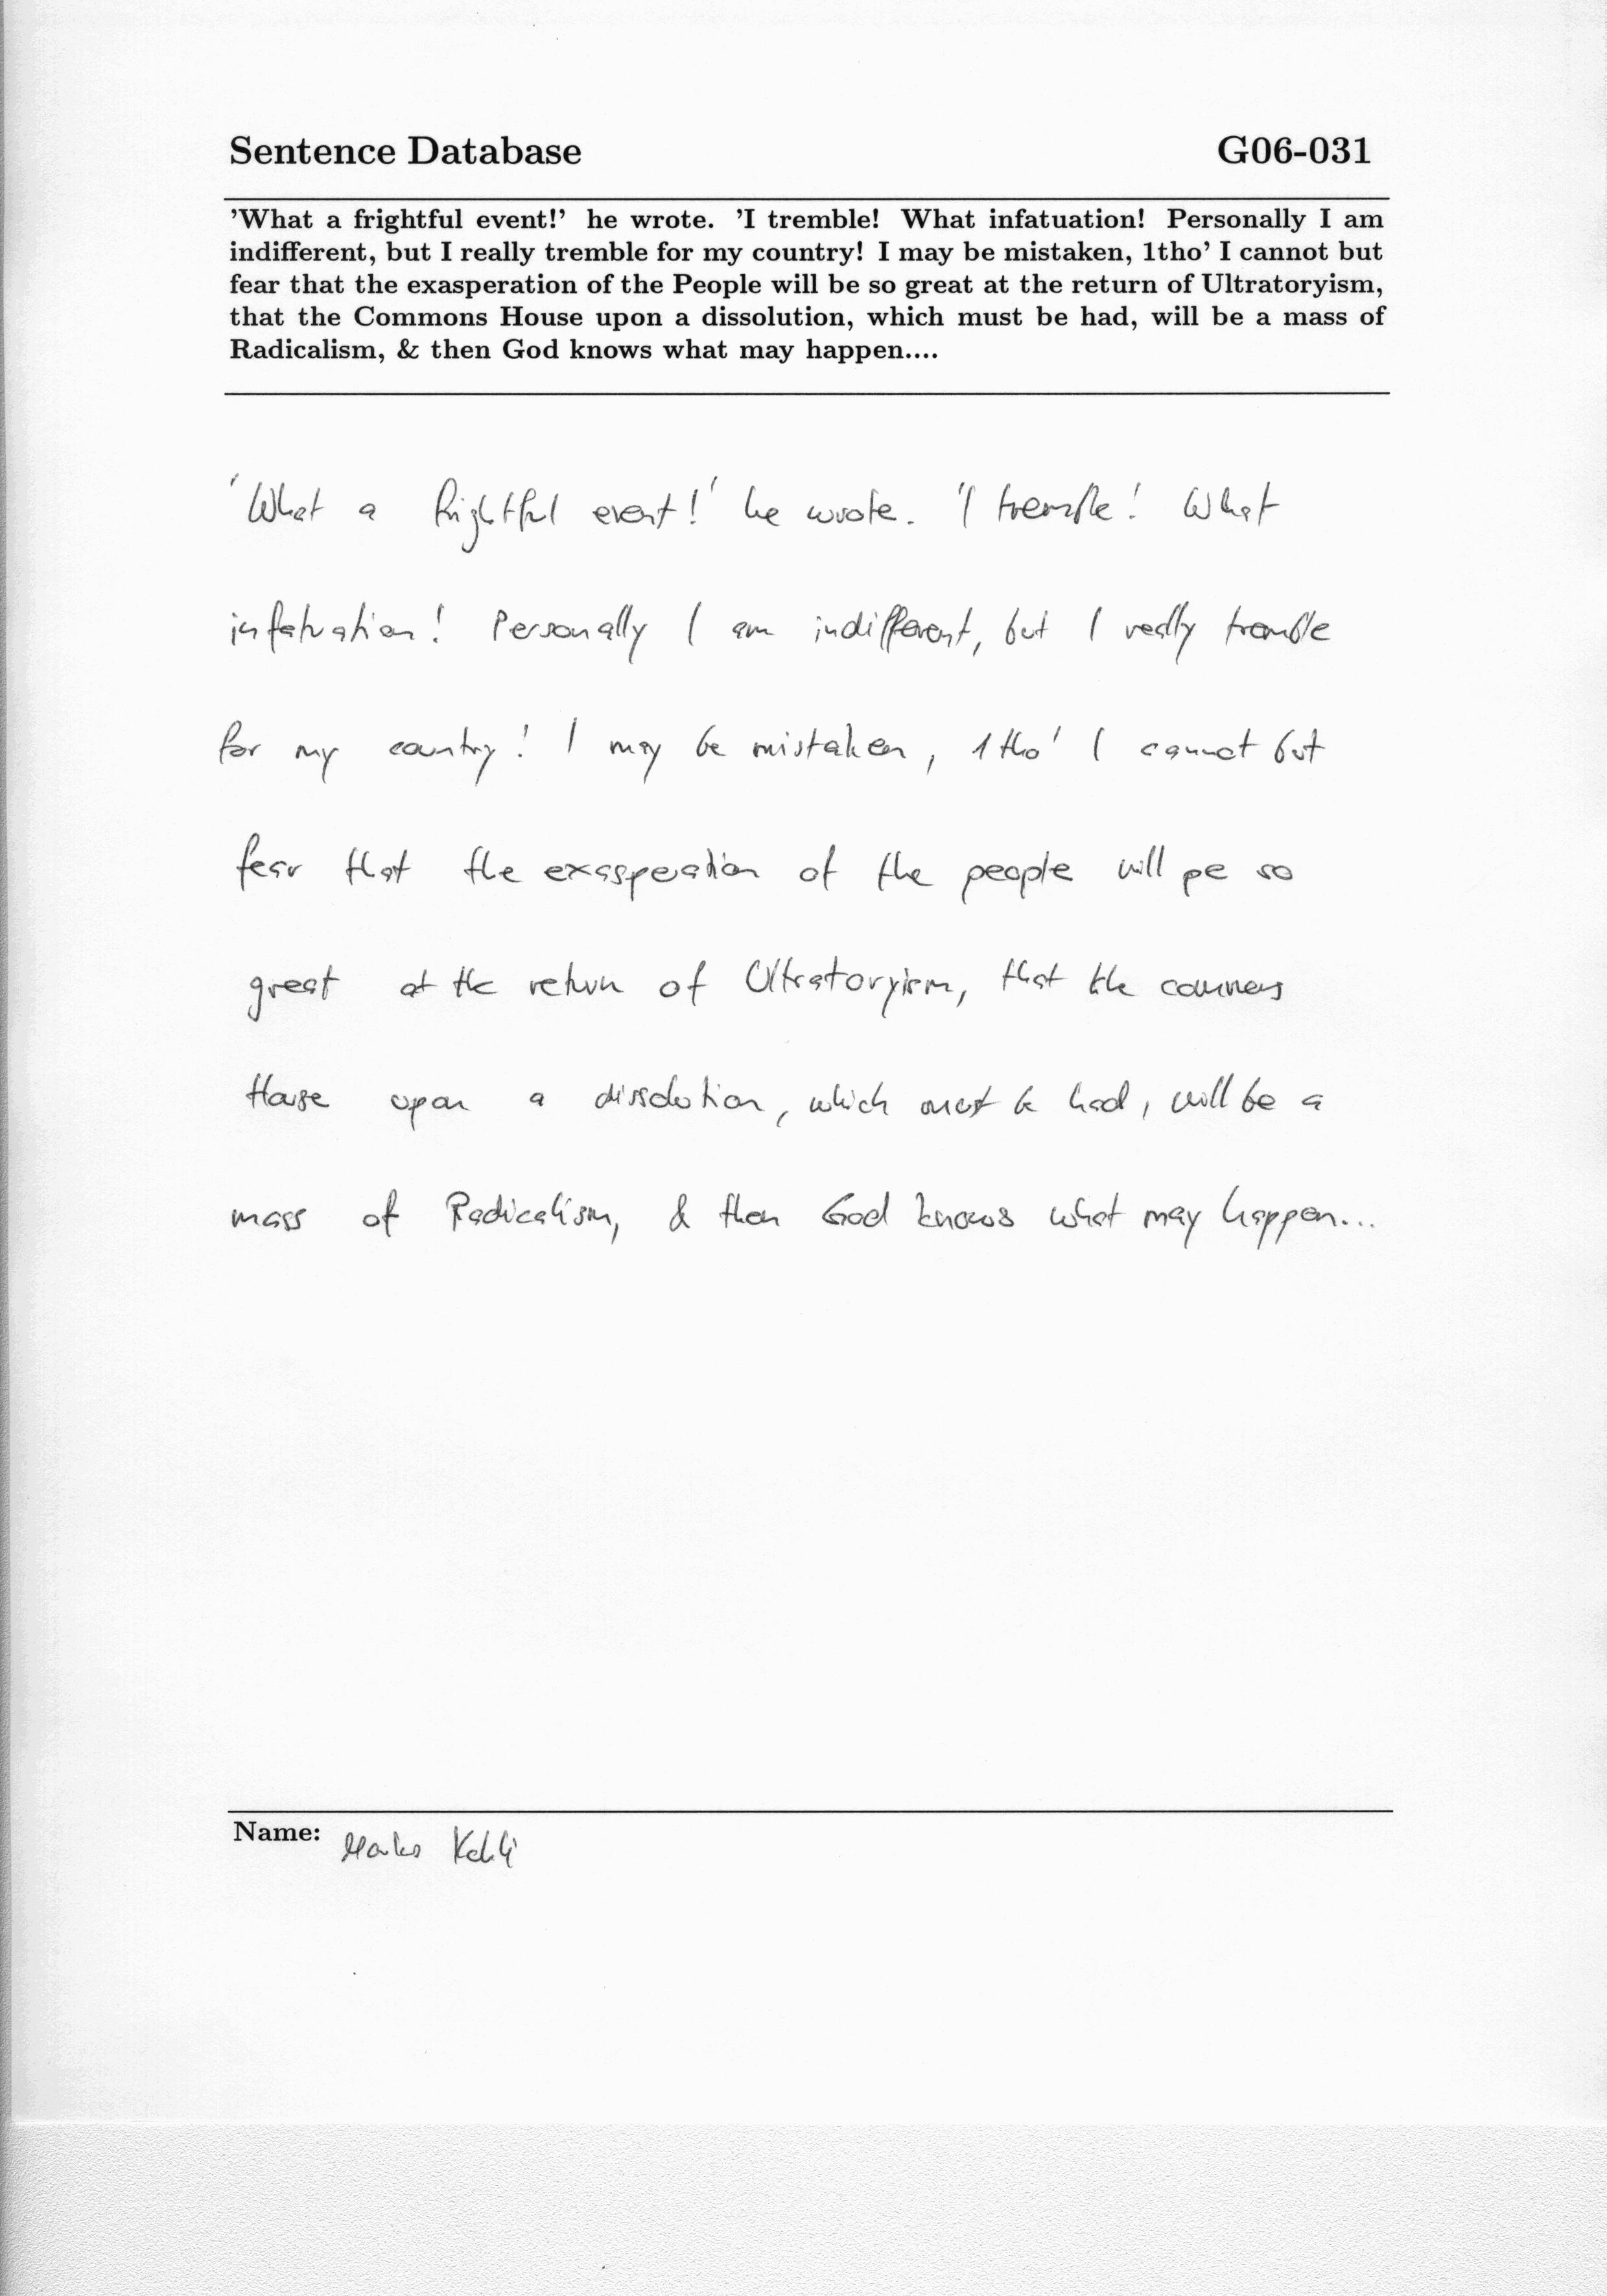 Sentence Database G06-031
'What a frightful event!' he wrote. 'I tremble! What infatuation! Personally I am
indifferent, but I really tremble for my country! I may be mistaken, 1tho' I cannot but
fear that the exasperation of the People will be so great at the return of Ultratoryism,
that the Commons House upon a dissolution, which must be had, will be a mass of
Radicalism, & then God knows what may happen....
'What a frightful event!' he wrote. 'I tremble! What
infatuation! Personally I am indifferent, but I really tremble
for my country! I may be mistaken, 1tho' I cannot but
fear that the exasperation of the people will pe so
great at the return of Ultratoryism, that the commons
House upon a dissolution, which must be had, will be a
mass of Radicalism, & then God knows what may happen...
Name: